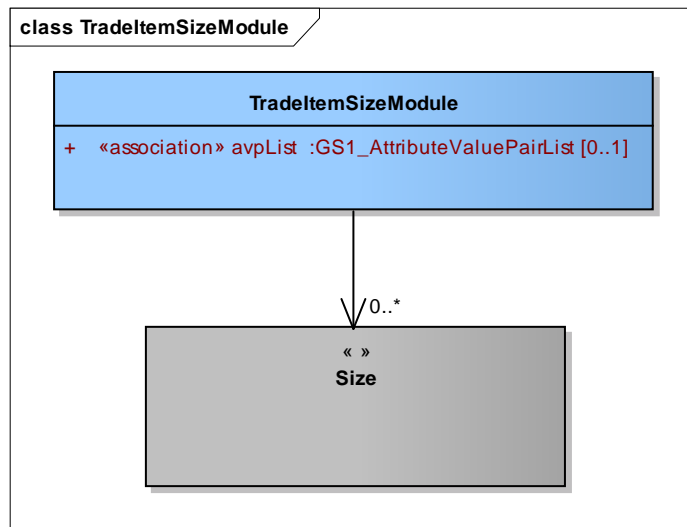 class TradeItemSizeModule
TradeItemSizeModule
+ «association» avpList :GS1_AttributeValuePairList [0..1]
0..*
« »
Size